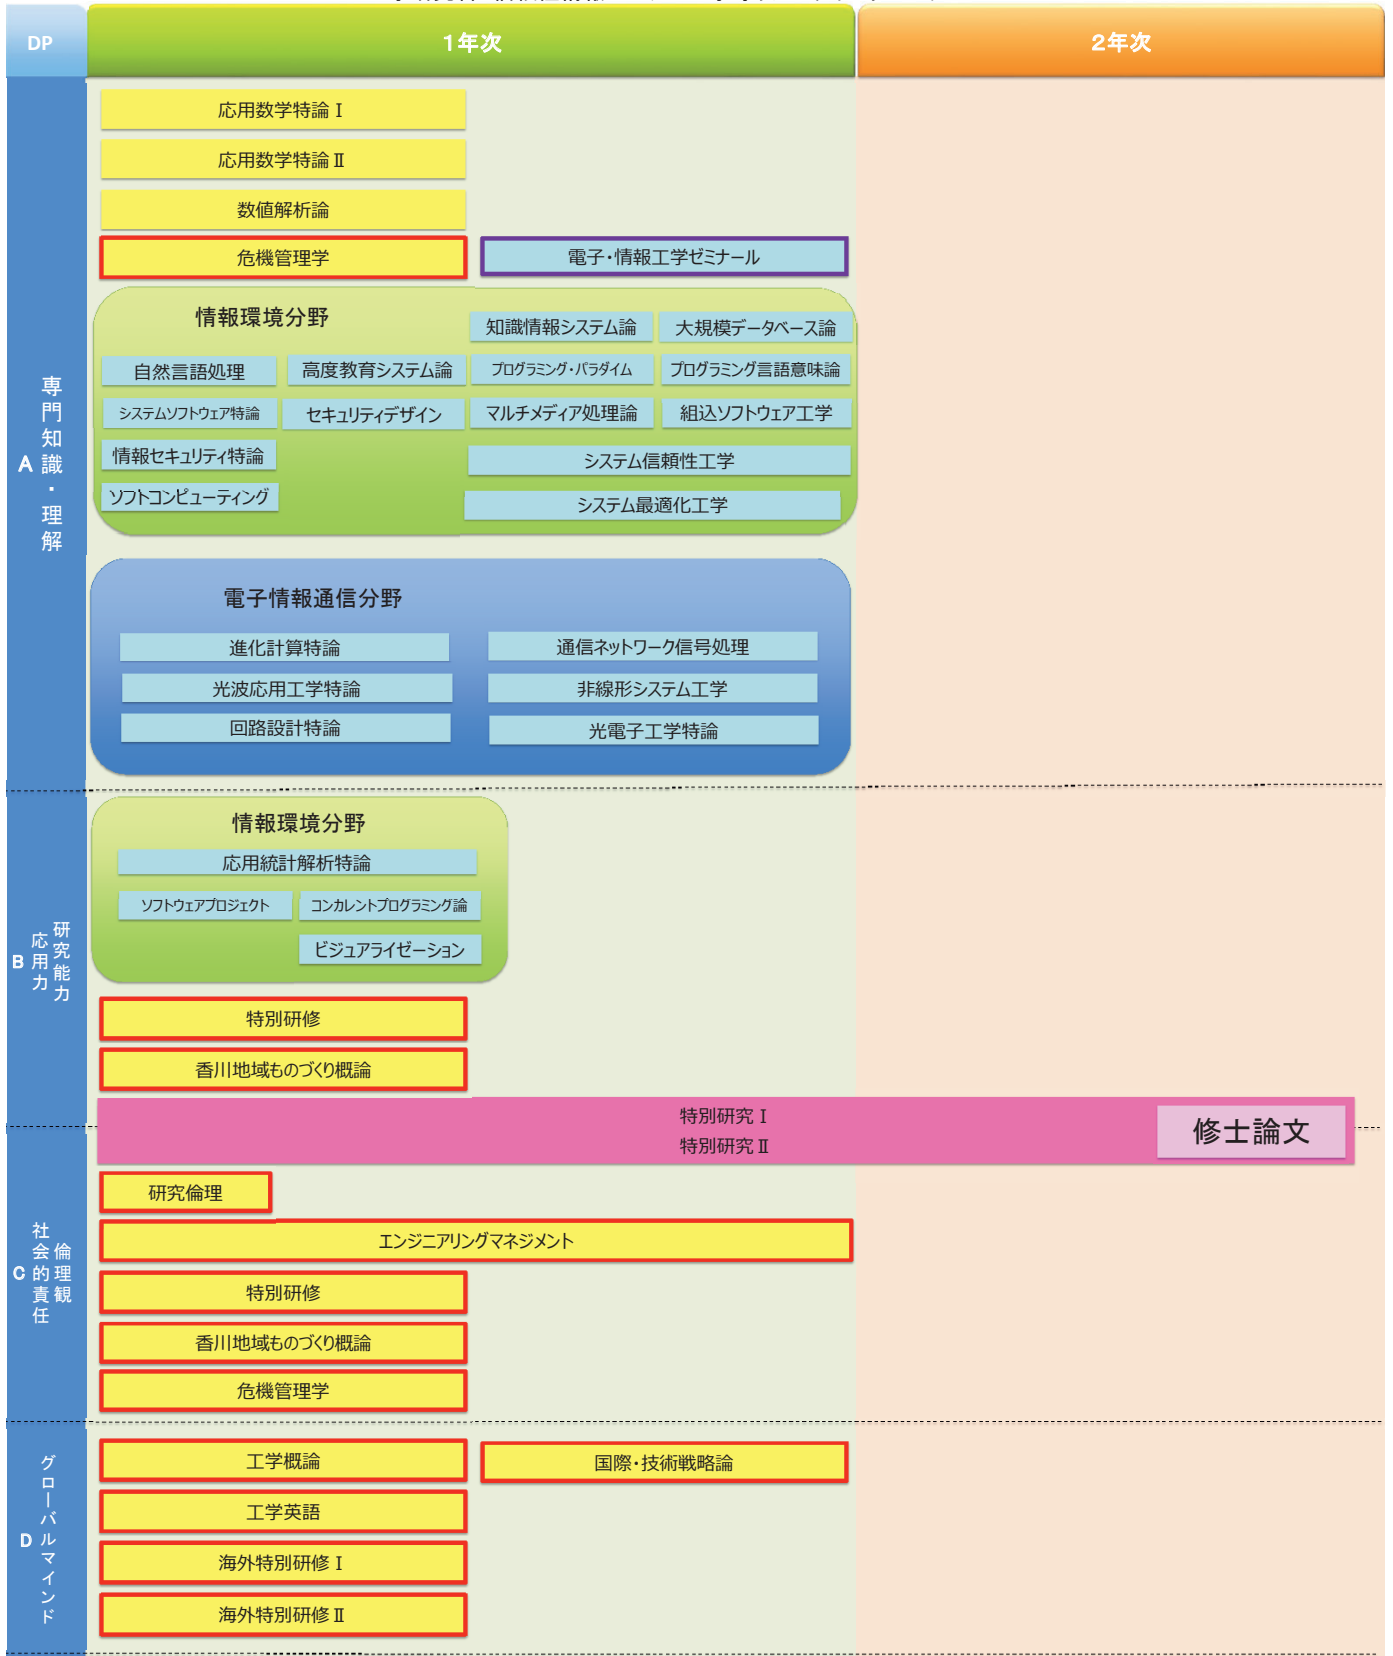 DP
1年次
2年次
A
専門知識・理解
応用数学特論Ⅰ
応用数学特論Ⅱ
数値解析論
危機管理学
電子・情報工学ゼミナール
情報環境分野
知識情報システム論
大規模データベース論
自然言語処理
高度教育システム論
プログラミング・パラダイム
プログラミング言語意味論
システムソフトウェア特論
セキュリティデザイン
マルチメディア処理論
組込ソフトウェア工学
情報セキュリティ特論
システム信頼性工学
ソフトコンピューティング
システム最適化工学
電子情報通信分野
進化計算特論
通信ネットワーク信号処理
光波応用工学特論
非線形システム工学
回路設計特論
光電子工学特論
B
研究能力
応用力
情報環境分野
応用統計解析特論
ソフトウェアプロジェクト
コンカレントプログラミング論
ビジュアライゼーション
特別研修
香川地域ものづくり概論
特別研究Ⅰ
特別研究Ⅱ
修士論文
C
倫理観
社会的責任
研究倫理
エンジニアリングマネジメント
特別研修
香川地域ものづくり概論
危機管理学
D
グローバルマインド
工学概論
国際・技術戦略論
工学英語
海外特別研修Ⅰ
海外特別研修Ⅱ